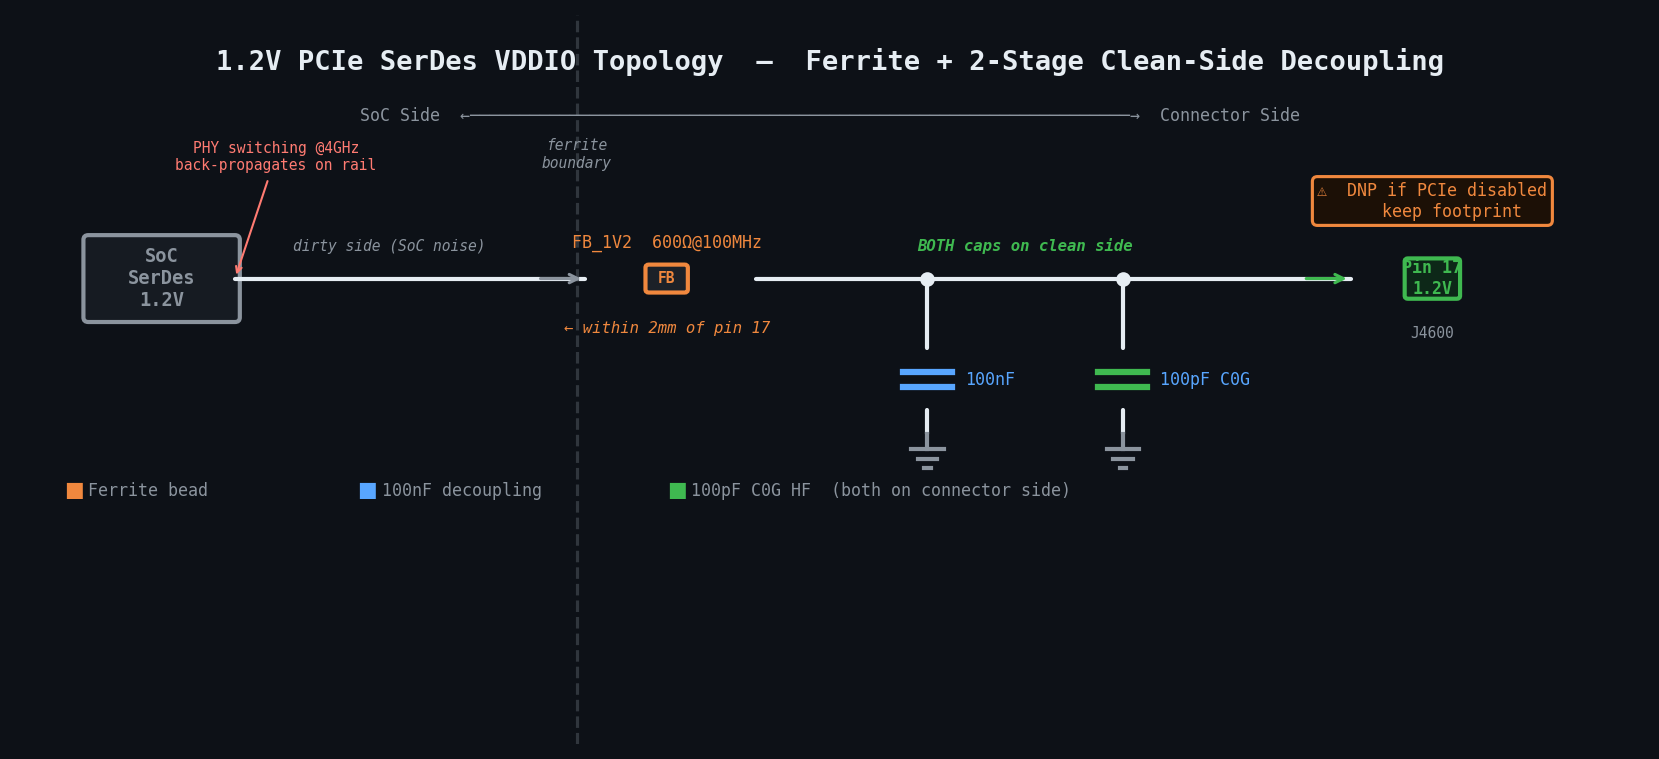 1.2V PCIe SerDes VDDIO Topology — Ferrite + 2-Stage Clean-Side Decoupling
SoC Side ←
→ Connector Side
PHY switching @4GHz
back-propagates on rail
ferrite
boundary
⚠ DNP if PCIe disabled
keep footprint
SoC
SerDes
1.2V
dirty side (SoC noise)
FB_1V2 600Ω@100MHz
FB
← within 2mm of pin 17
BOTH caps on clean side
Pin 17
1.2V
J4600
100nF
100pF C0G
Ferrite bead
100nF decoupling
100pF C0G HF (both on connector side)